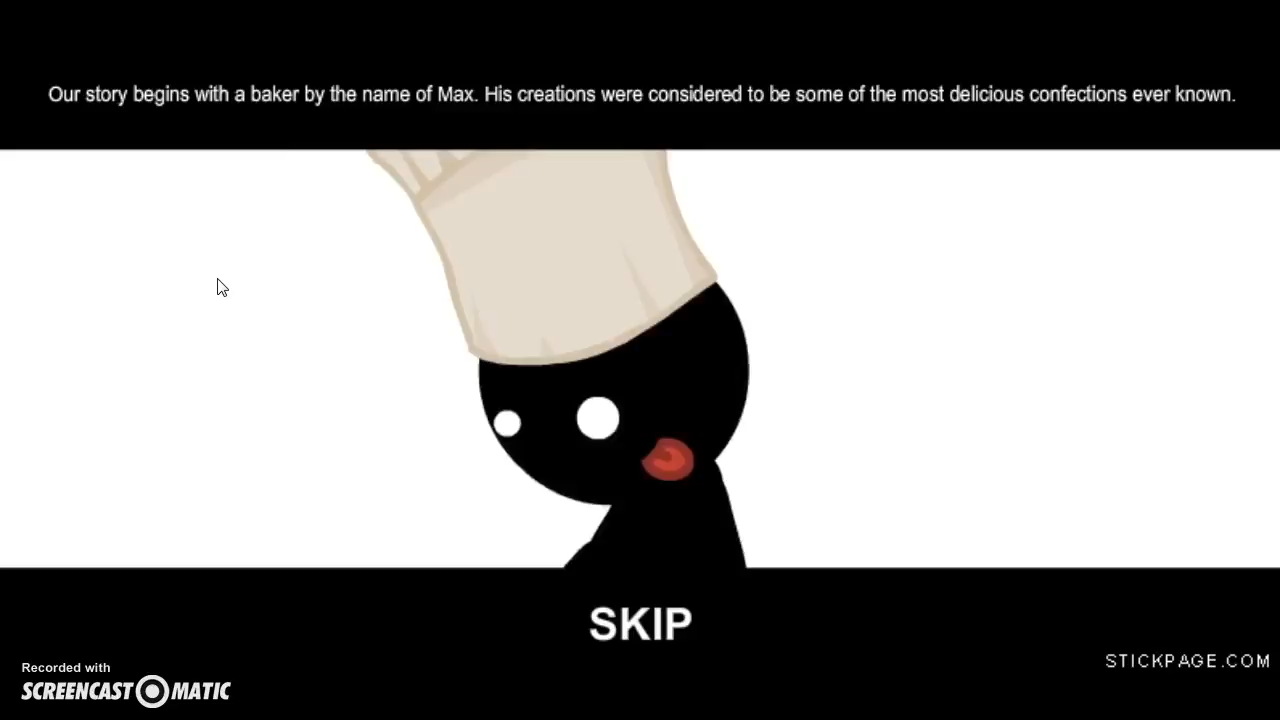 Our story begins with a baker by the name of Max. His creations were considered to be some of the most delicious confections ever known.
SKIP
STICKPAGE.COM
Recorded with
SCREENCAST-O-MATIC